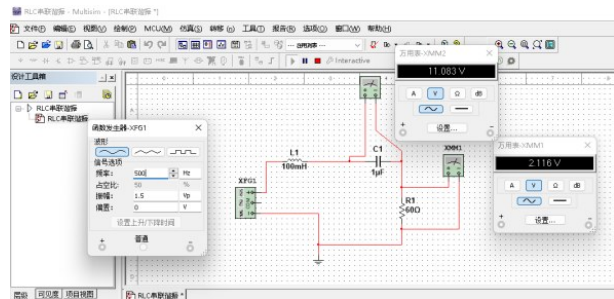 RLC串联谐振 - Multisim - [RLC串联谐振 *]
文件(F) 编辑(E) 视图(V) 绘制(P) MCU(M) 仿真(S) 转移(n) 工具(T) 报告(R) 选项(O) 窗口(W) 帮助(H)
Interactive
设计工具箱
RLC串联谐振
RLC串联谐振
函数发生器-XFG1
波形
信号选项
频率: 500 Hz
占空比: 50 %
振幅: 1.5 Vp
偏置: 0 V
设置上升/下降时间
+ 普通 -
万用表-XMM2
11.083 V
A V Ω dB
设置...
+ -
万用表-XMM1
2.116 V
A V Ω dB
设置...
+ -
L1
100mH
C1
1μF
XMM1
XFG1
R1
60Ω
层级 可见度 项目视图
RLC串联谐振 *